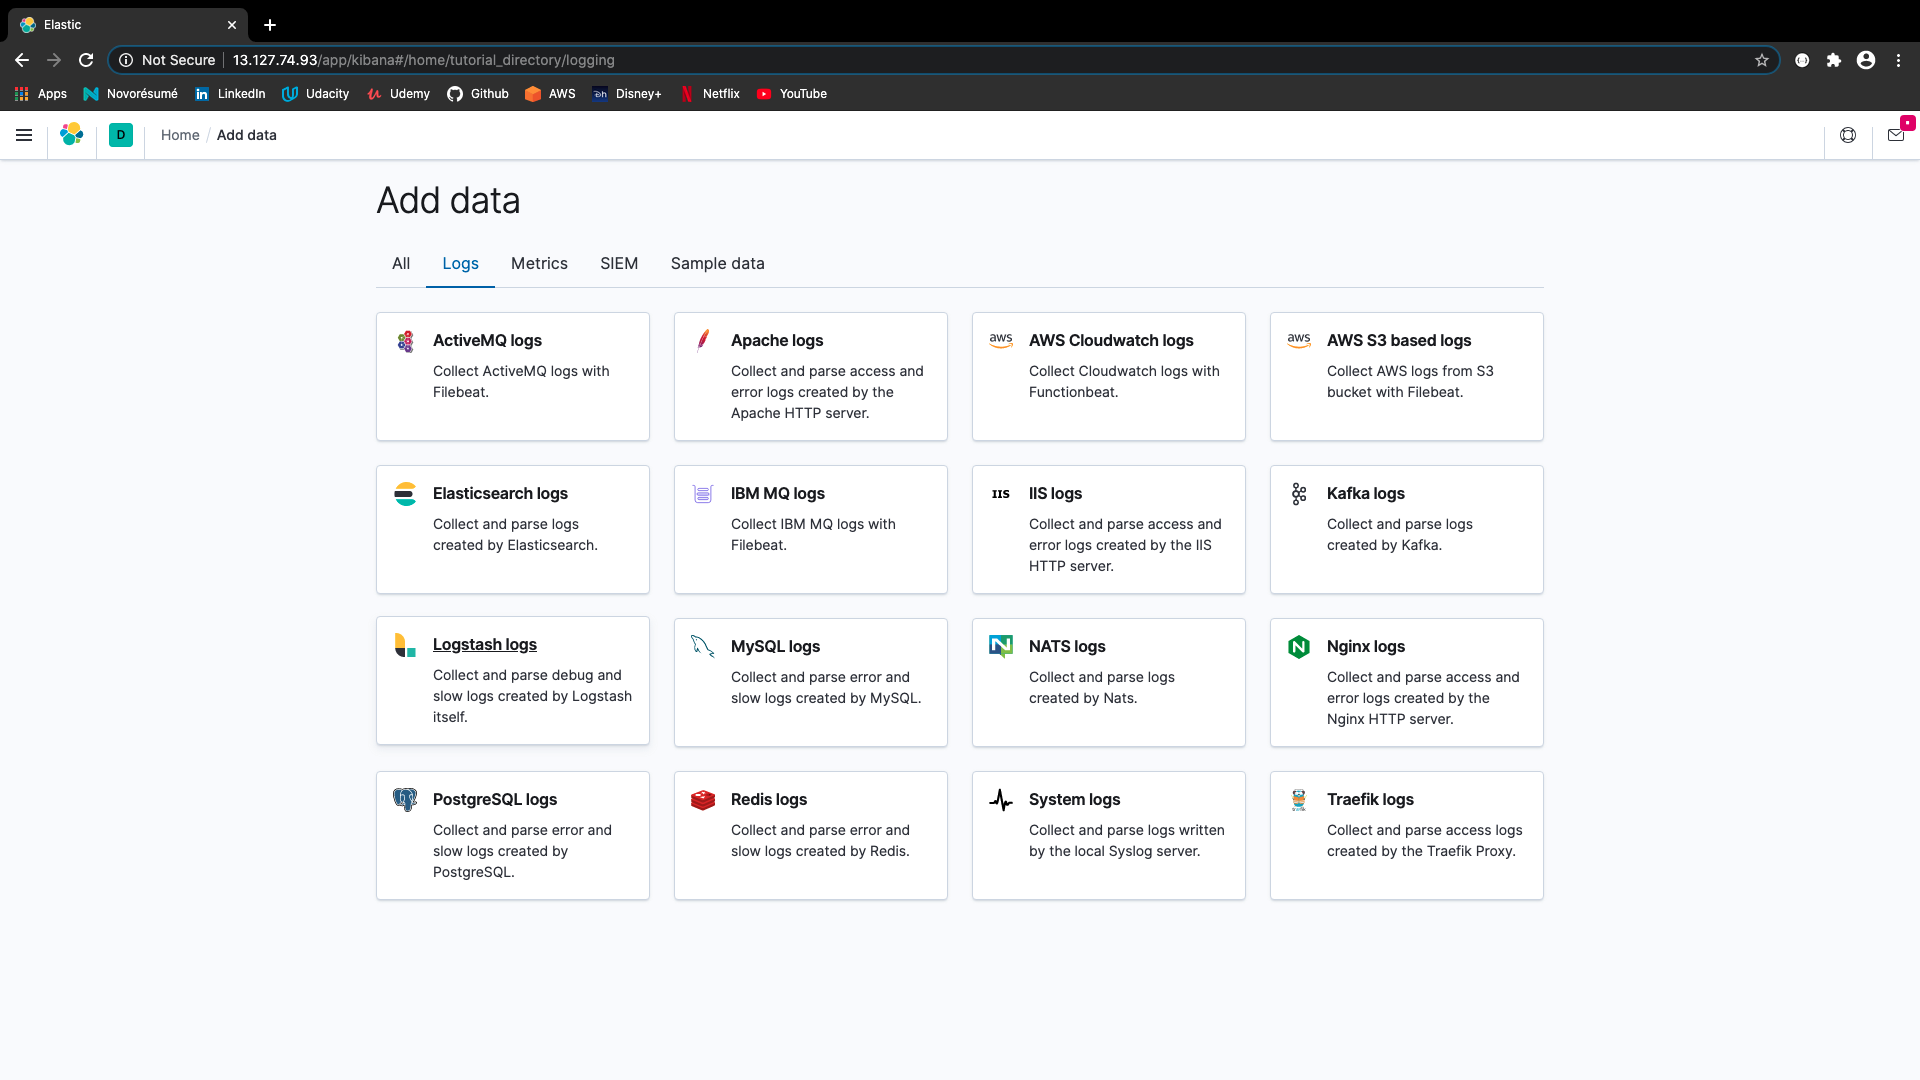 Elastic
Not Secure 13.127.74.93/app/kibana#/home/tutorial_directory/logging
Apps Novorésumé LinkedIn Udacity Udemy Github AWS Disney+ Netflix YouTube
D Home / Add data
Add data
All Logs Metrics SIEM Sample data
ActiveMQ logs
Collect ActiveMQ logs with
Filebeat.
Apache logs
Collect and parse access and
error logs created by the
Apache HTTP server.
aws
AWS Cloudwatch logs
Collect Cloudwatch logs with
Functionbeat.
aws
AWS S3 based logs
Collect AWS logs from S3
bucket with Filebeat.
Elasticsearch logs
Collect and parse logs
created by Elasticsearch.
IBM MQ logs
Collect IBM MQ logs with
Filebeat.
IIS
IIS logs
Collect and parse access and
error logs created by the IIS
HTTP server.
Kafka logs
Collect and parse logs
created by Kafka.
Logstash logs
Collect and parse debug and
slow logs created by Logstash
itself.
MySQL logs
Collect and parse error and
slow logs created by MySQL.
NATS logs
Collect and parse logs
created by Nats.
Nginx logs
Collect and parse access and
error logs created by the
Nginx HTTP server.
PostgreSQL logs
Collect and parse error and
slow logs created by
PostgreSQL.
Redis logs
Collect and parse error and
slow logs created by Redis.
System logs
Collect and parse logs written
by the local Syslog server.
Traefik logs
Collect and parse access logs
created by the Traefik Proxy.